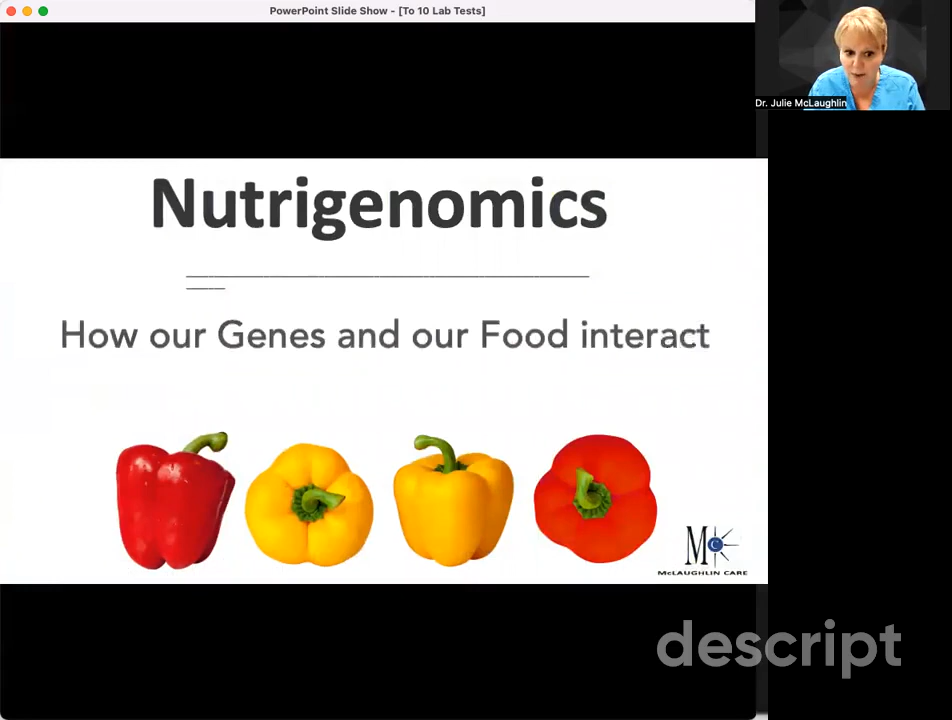 PowerPoint Slide Show - [To 10 Lab Tests]
Dr. Julie McLaughlin
Nutrigenomics
How our Genes and our Food interact
M
C
McLAUGHLIN CARE
descript